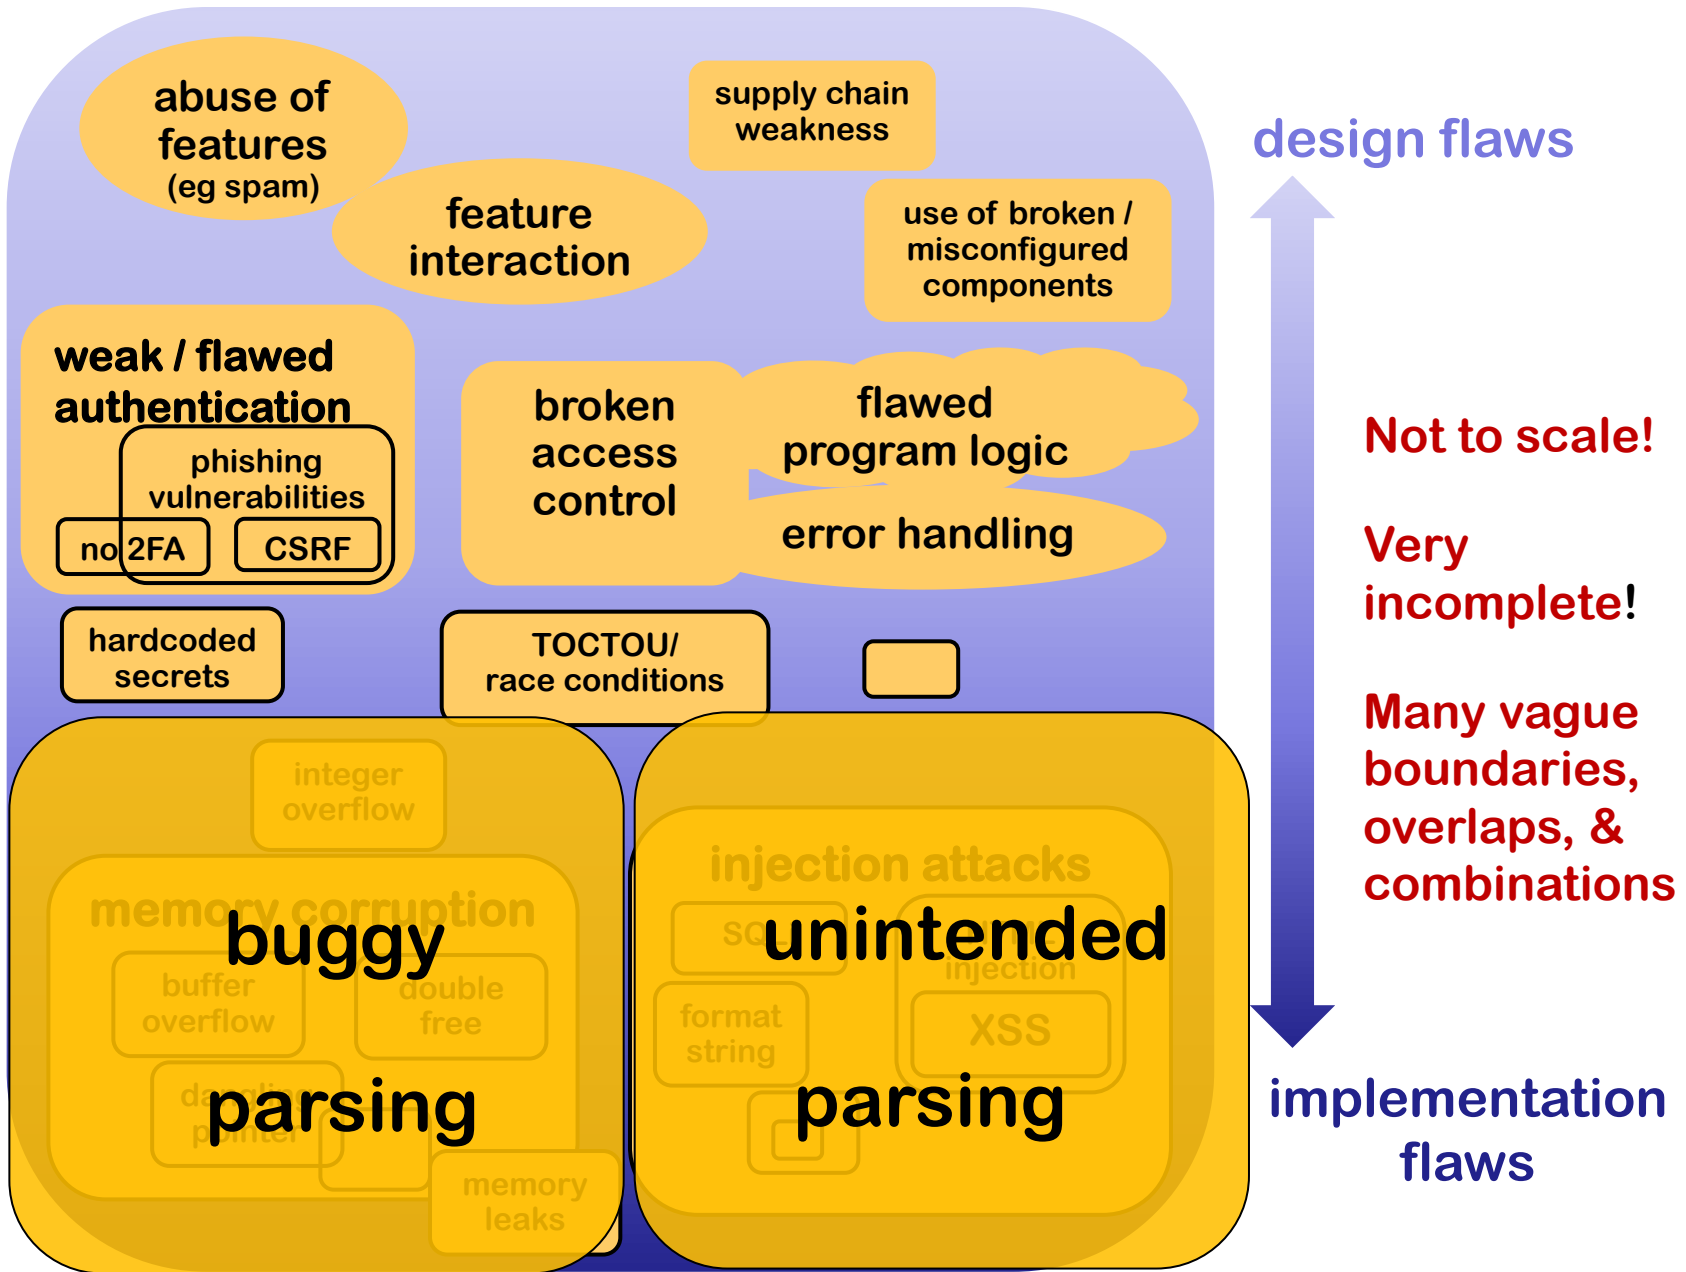 abuse of
features
(eg spam)
supply chain
weakness
design flaws
feature
interaction
use of broken /
misconfigured
components
weak / flawed
authentication
phishing
vulnerabilities
no 2FA
CSRF
broken
access
control
flawed
program logic
error handling
Not to scale!
Very
incomplete!
Many vague
boundaries,
overlaps, &
combinations
hardcoded
secrets
TOCTOU/
race conditions
integer
overflow
memory corruption
buggy
parsing
buffer
overflow
double
free
dangling
pointer
memory
leaks
injection attacks
unintended
parsing
injection
format
string
XSS
implementation
flaws